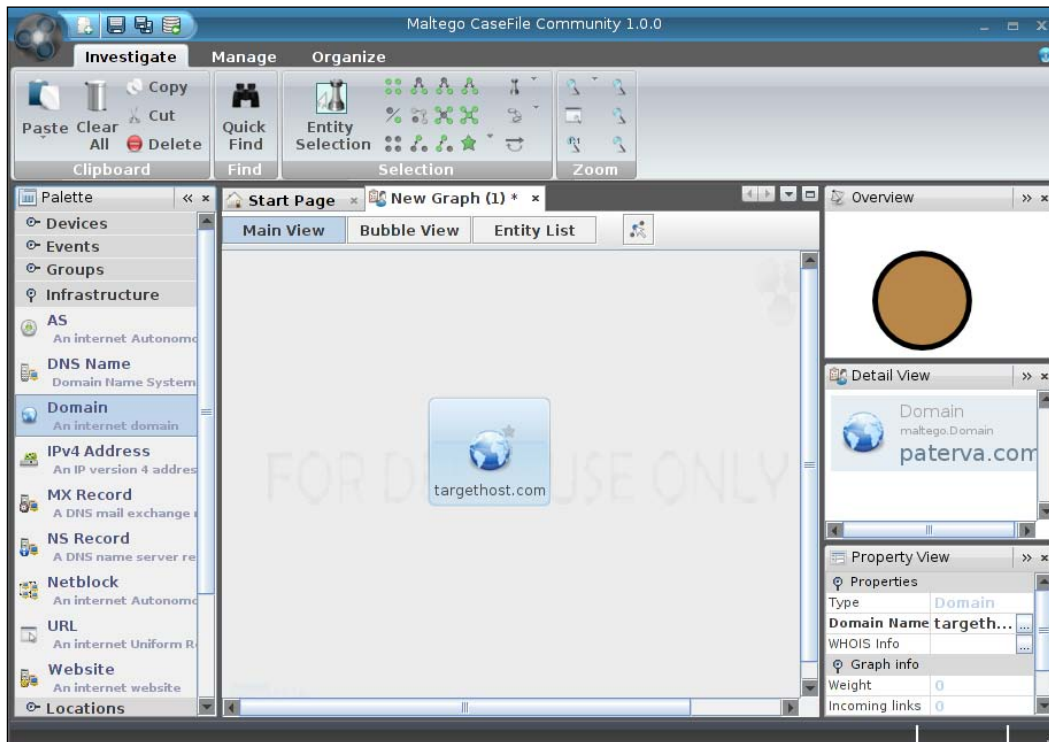 Maltego CaseFile Community 1.0.0
Investigate Manage Organize
Paste
Clear All
Copy
Cut
Delete
Clipboard
Quick Find
Find
Entity Selection
Selection
Zoom
Palette
Devices
Events
Groups
Infrastructure
AS
An internet Autonomo
DNS Name
Domain Name System
Domain
An internet domain
IPv4 Address
An IP version 4 addres
MX Record
A DNS mail exchange r
NS Record
A DNS name server re
Netblock
An internet Autonomo
URL
An internet Uniform R
Website
An internet website
Locations
Start Page
New Graph (1) *
Main View Bubble View Entity List
targethost.com
FOR DEMO USE ONLY
Overview
Detail View
Domain
maltego.Domain
paterva.com
Property View
Properties
Type Domain
Domain Name targeth... ...
WHOIS Info ...
Graph info
Weight 0
Incoming links 0